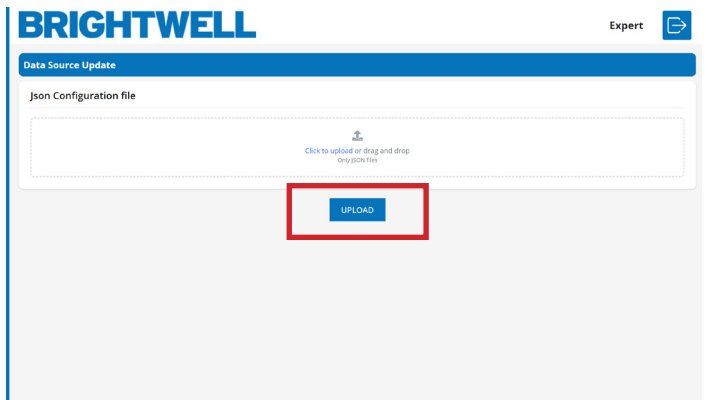 BRIGHTWELL
Expert
Data Source Update
Json Configuration file
Click to upload or drag and drop
Only JSON files
UPLOAD